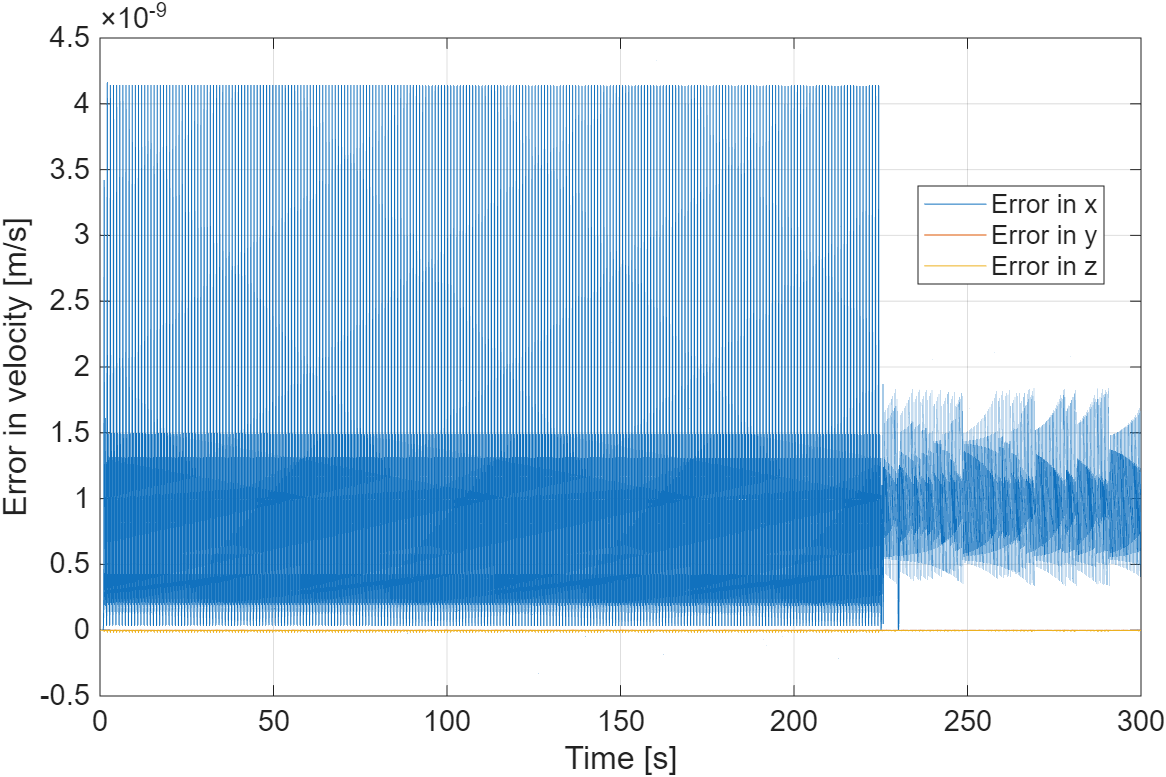 ×10⁻⁹
4.5
4
3.5
3
2.5
2
1.5
1
0.5
0
-0.5
Error in velocity [m/s]
Error in x
Error in y
Error in z
0 50 100 150 200 250 300
Time [s]